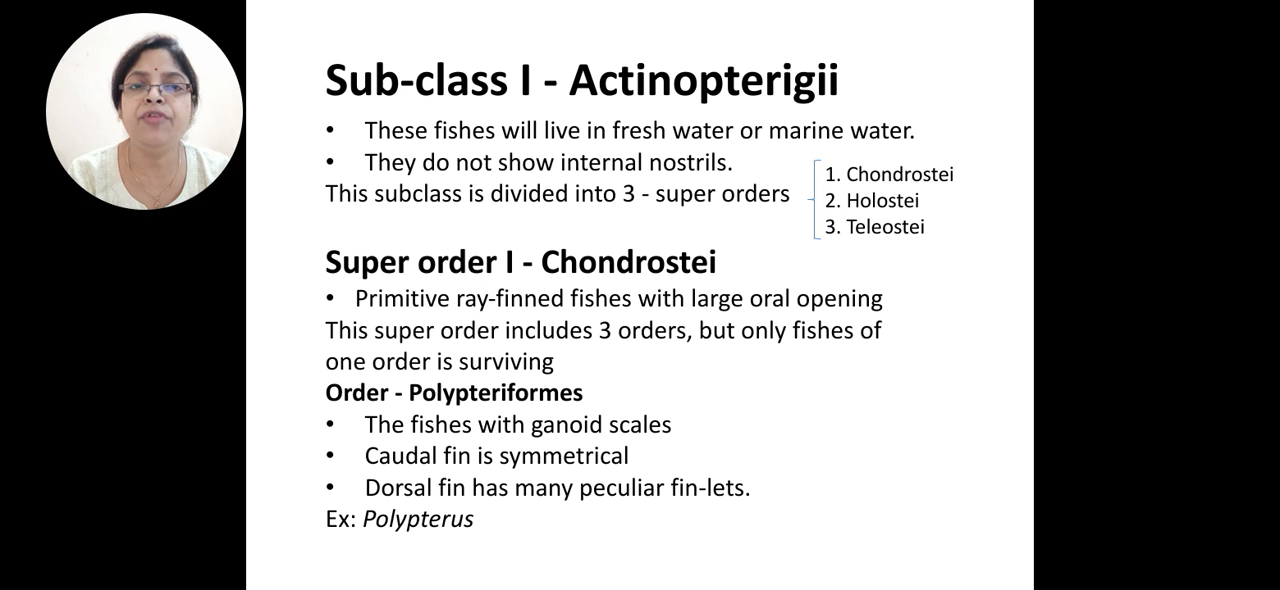 Sub-class I - Actinopterigii
• These fishes will live in fresh water or marine water.
• They do not show internal nostrils.
This subclass is divided into 3 - super orders
1. Chondrostei
2. Holostei
3. Teleostei
Super order I - Chondrostei
• Primitive ray-finned fishes with large oral opening
This super order includes 3 orders, but only fishes of
one order is surviving
Order - Polypteriformes
• The fishes with ganoid scales
• Caudal fin is symmetrical
• Dorsal fin has many peculiar fin-lets.
Ex: Polypterus